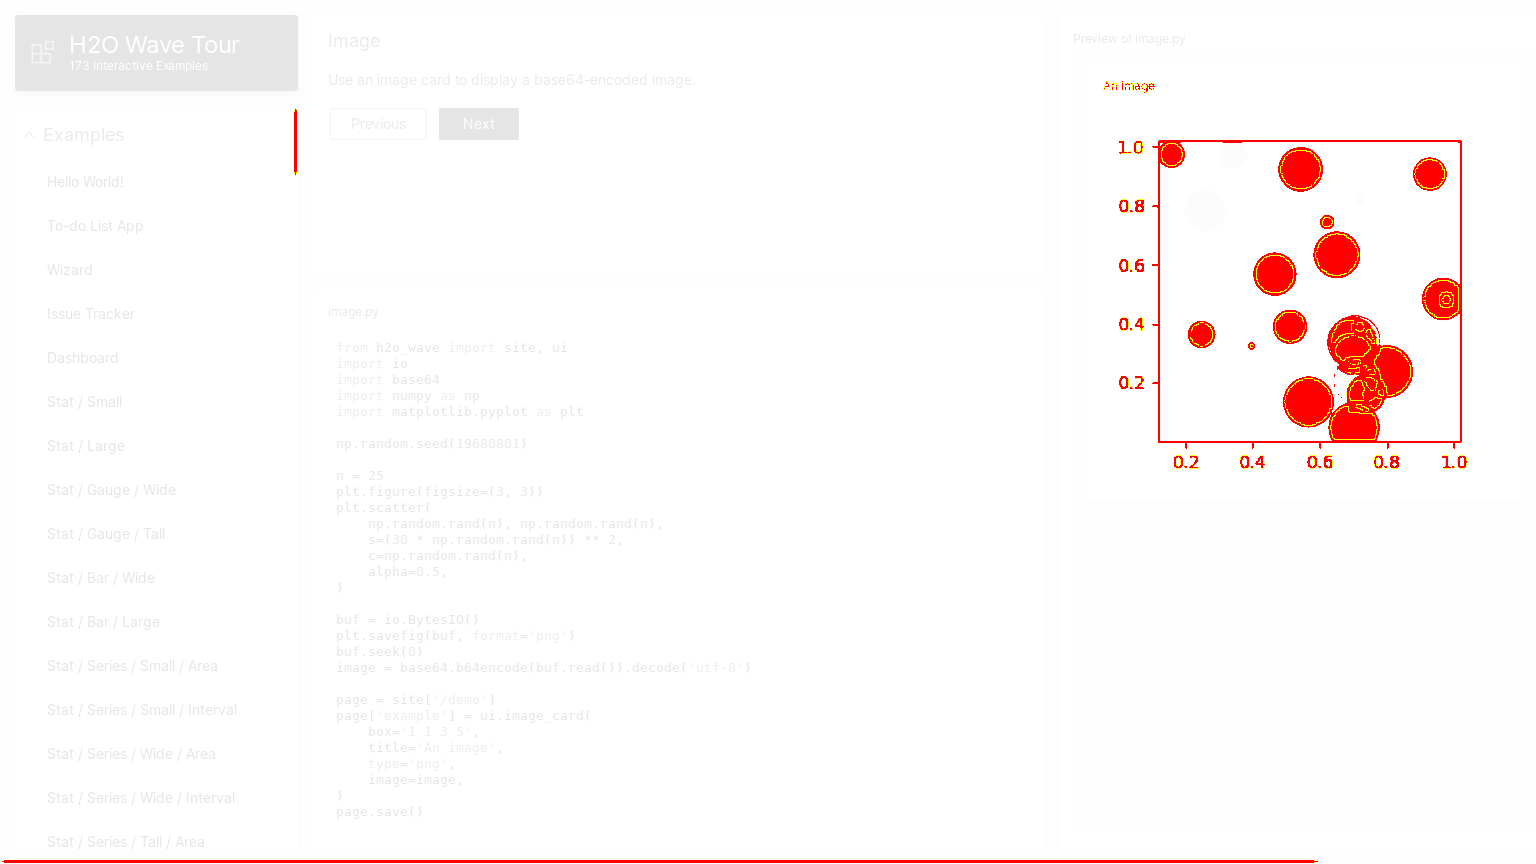 H2O Wave Tour
173 Interactive Examples
Examples
Hello World!
To-do List App
Wizard
Issue Tracker
Dashboard
Stat / Small
Stat / Large
Stat / Gauge / Wide
Stat / Gauge / Tall
Stat / Bar / Wide
Stat / Bar / Large
Stat / Series / Small / Area
Stat / Series / Small / Interval
Stat / Series / Wide / Area
Stat / Series / Wide / Interval
Stat / Series / Tall / Area
Image
Use an image card to display a base64-encoded image.
Previous
Next
image.py
from h2o_wave import site, ui
import io
import base64
import numpy as np
import matplotlib.pyplot as plt
np.random.seed(19680801)
n = 25
plt.figure(figsize=(3, 3))
plt.scatter(
    np.random.rand(n), np.random.rand(n),
    s=(30 * np.random.rand(n)) ** 2,
    c=np.random.rand(n),
    alpha=0.5,
)
buf = io.BytesIO()
plt.savefig(buf, format='png')
buf.seek(0)
image = base64.b64encode(buf.read()).decode('utf-8')
page = site['/demo']
page['example'] = ui.image_card(
    box='1 1 3 5',
    title='An image',
    type='png',
    image=image,
)
page.save()
Preview of image.py
An image
1.0
0.8
0.6
0.4
0.2
0.2 0.4 0.6 0.8 1.0